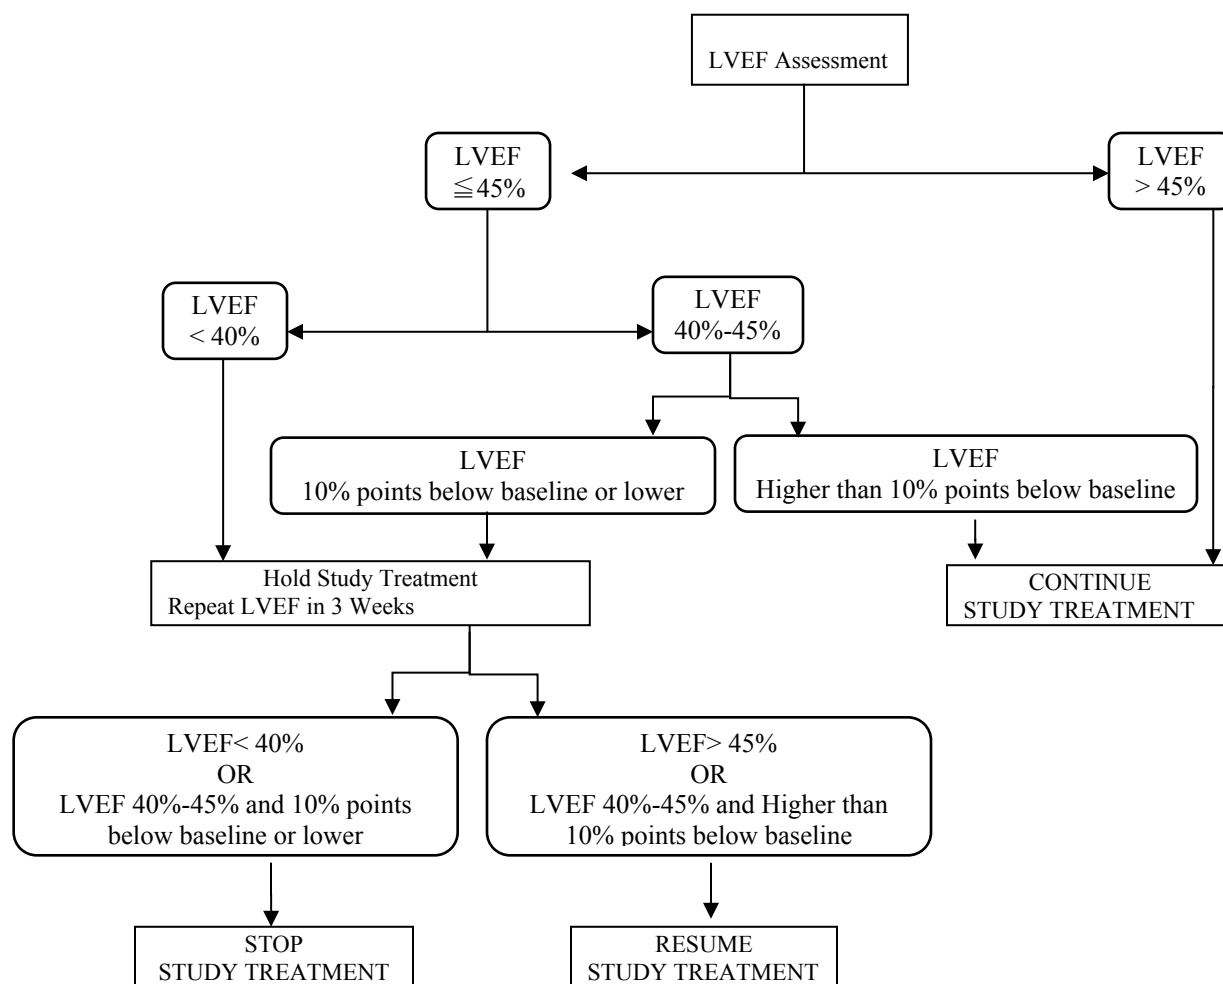 LVEF Assessment
LVEF
≦45%
LVEF
> 45%
LVEF
< 40%
LVEF
40%-45%
LVEF
10% points below baseline or lower
LVEF
Higher than 10% points below baseline
Hold Study Treatment
Repeat LVEF in 3 Weeks
CONTINUE
STUDY TREATMENT
LVEF< 40%
OR
LVEF 40%-45% and 10% points
below baseline or lower
LVEF> 45%
OR
LVEF 40%-45% and Higher than
10% points below baseline
STOP
STUDY TREATMENT
RESUME
STUDY TREATMENT